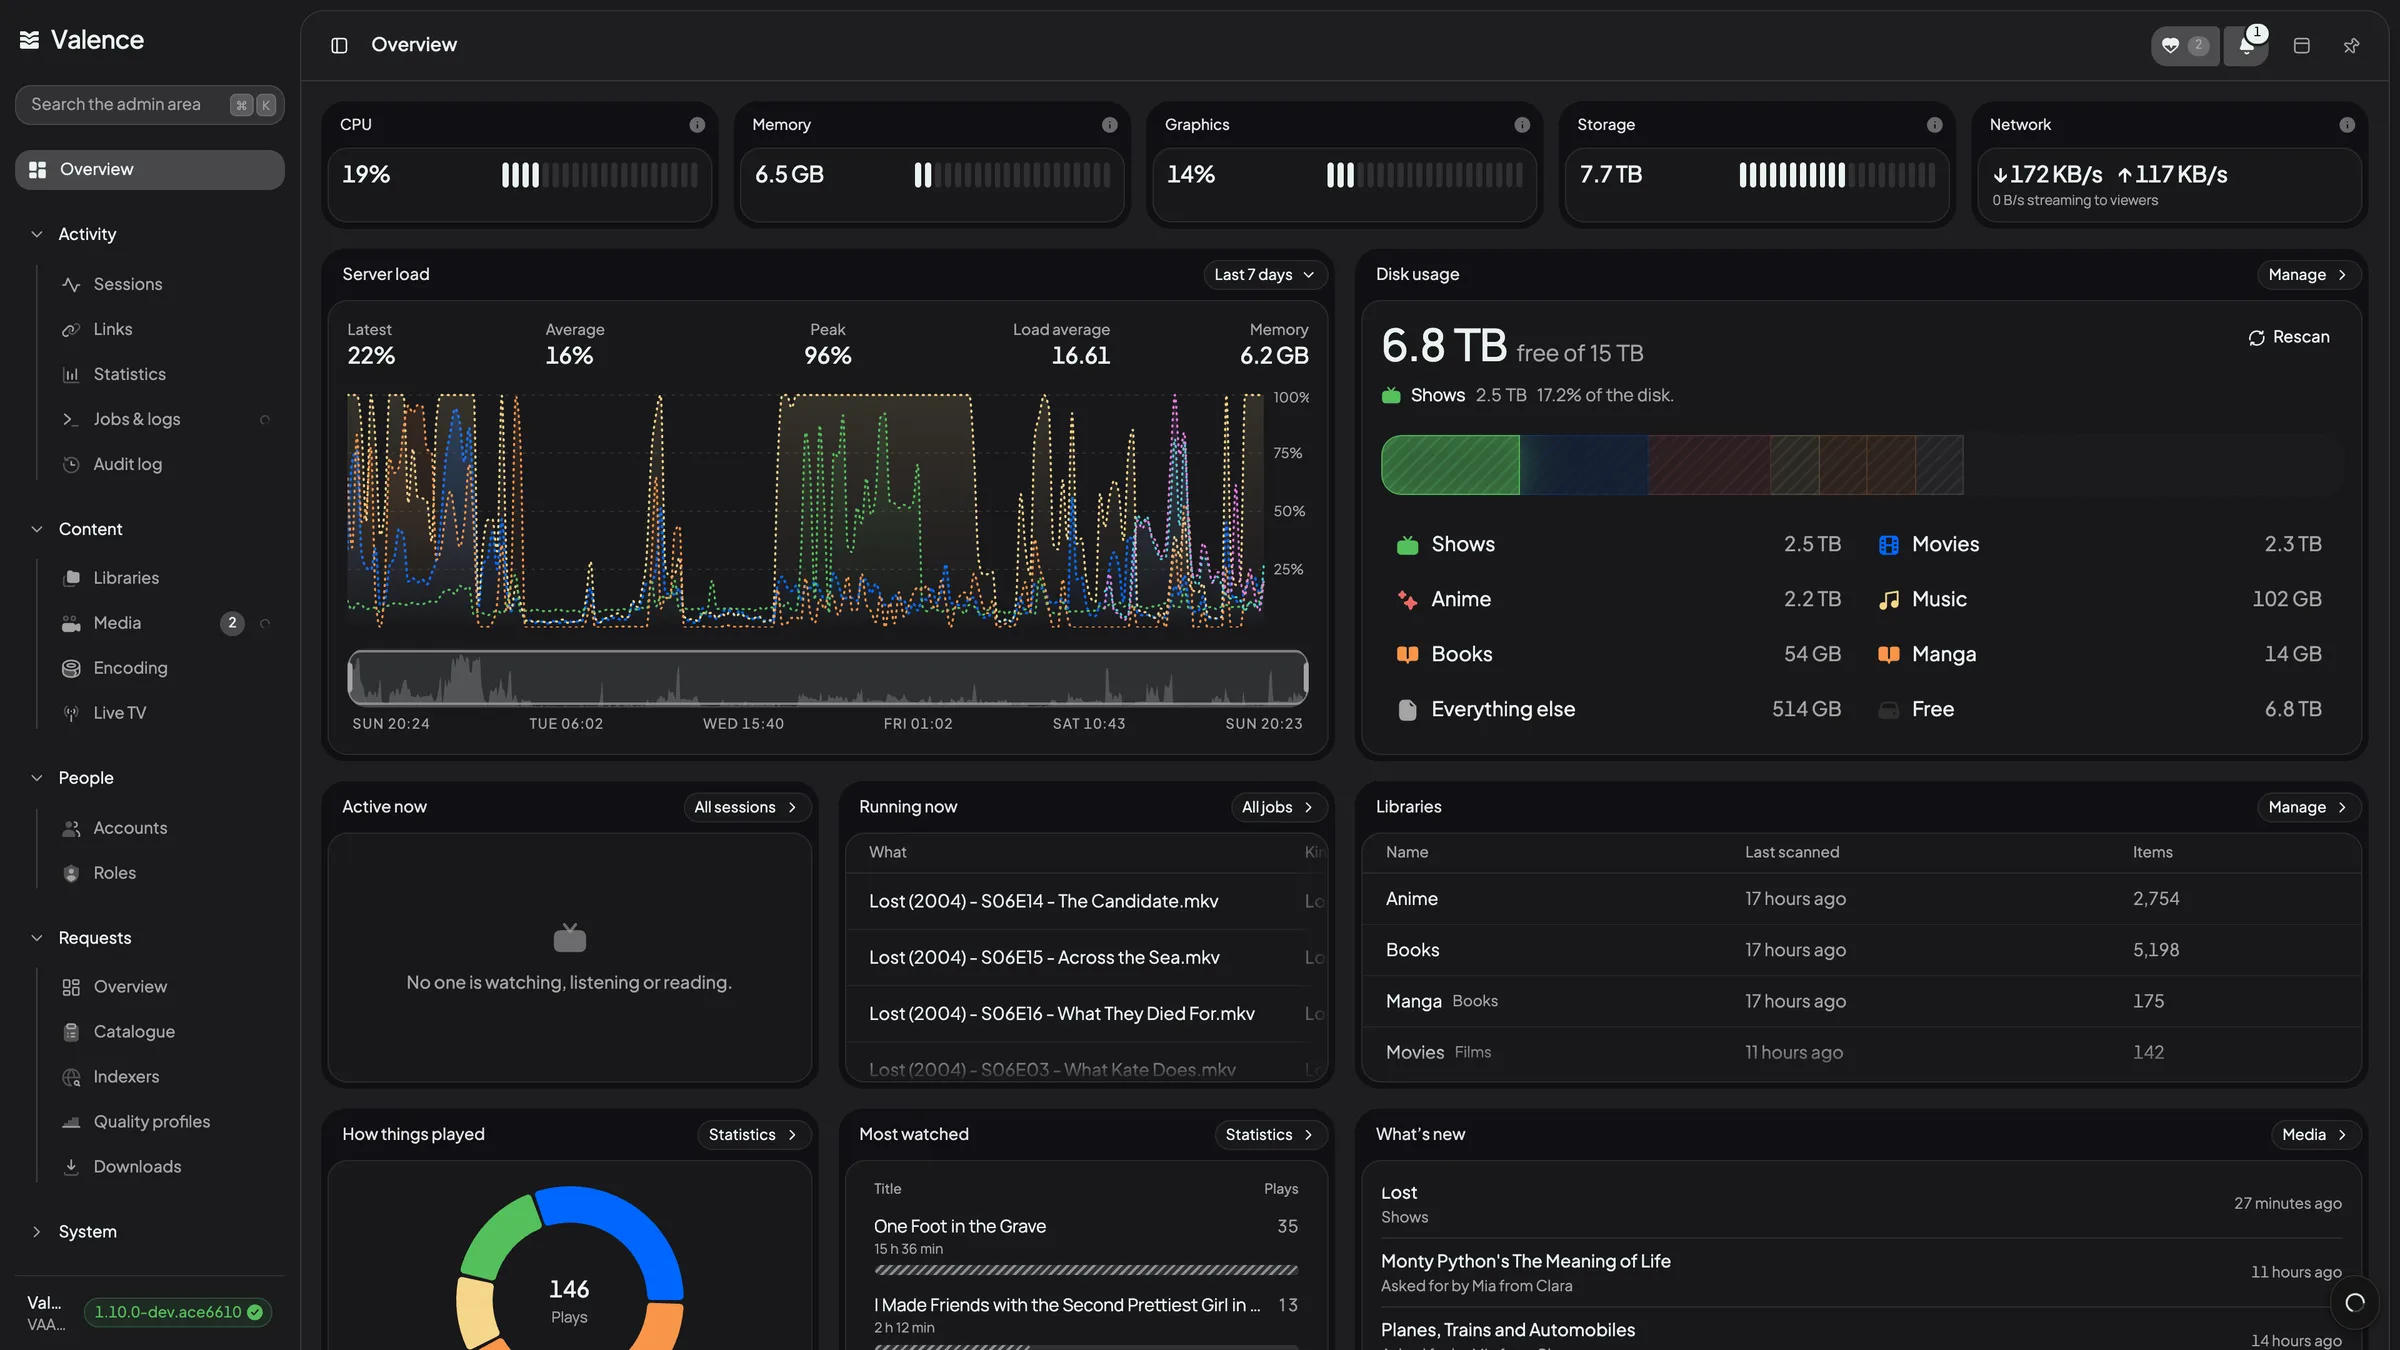 Valence
Search the admin area ⌘ K
Overview
Activity
Sessions
Links
Statistics
Jobs & logs
Audit log
Content
Libraries
Media 2
Encoding
Live TV
People
Accounts
Roles
Requests
Overview
Catalogue
Indexers
Quality profiles
Downloads
System
Val...
VAA...
1.10.0-dev.ace6610
Overview
2
1
CPU
19%
Memory
6.5 GB
Graphics
14%
Storage
7.7 TB
Network
↓172 KB/s ↑117 KB/s
0 B/s streaming to viewers
Server load
Last 7 days
Latest
22%
Average
16%
Peak
96%
Load average
16.61
Memory
6.2 GB
100%
75%
50%
25%
SUN 20:24 TUE 06:02 WED 15:40 FRI 01:02 SAT 10:43 SUN 20:23
Disk usage
Manage
6.8 TB free of 15 TB
Rescan
Shows 2.5 TB 17.2% of the disk.
Shows 2.5 TB
Movies 2.3 TB
Anime 2.2 TB
Music 102 GB
Books 54 GB
Manga 14 GB
Everything else 514 GB
Free 6.8 TB
Active now
All sessions
No one is watching, listening or reading.
Running now
All jobs
What
Lost (2004) - S06E14 - The Candidate.mkv Lo
Lost (2004) - S06E15 - Across the Sea.mkv Lo
Lost (2004) - S06E16 - What They Died For.mkv Lo
Lost (2004) - S06E03 - What Kate Does.mkv
Libraries
Manage
Name Last scanned Items
Anime 17 hours ago 2,754
Books 17 hours ago 5,198
Manga Books 17 hours ago 175
Movies Films 11 hours ago 142
How things played
Statistics
146
Plays
Most watched
Statistics
Title Plays
One Foot in the Grave 35
15 h 36 min
I Made Friends with the Second Prettiest Girl in ... 13
2 h 12 min
What's new
Media
Lost
Shows
27 minutes ago
Monty Python's The Meaning of Life
Asked for by Mia from Clara
11 hours ago
Planes, Trains and Automobiles
14 hours ago